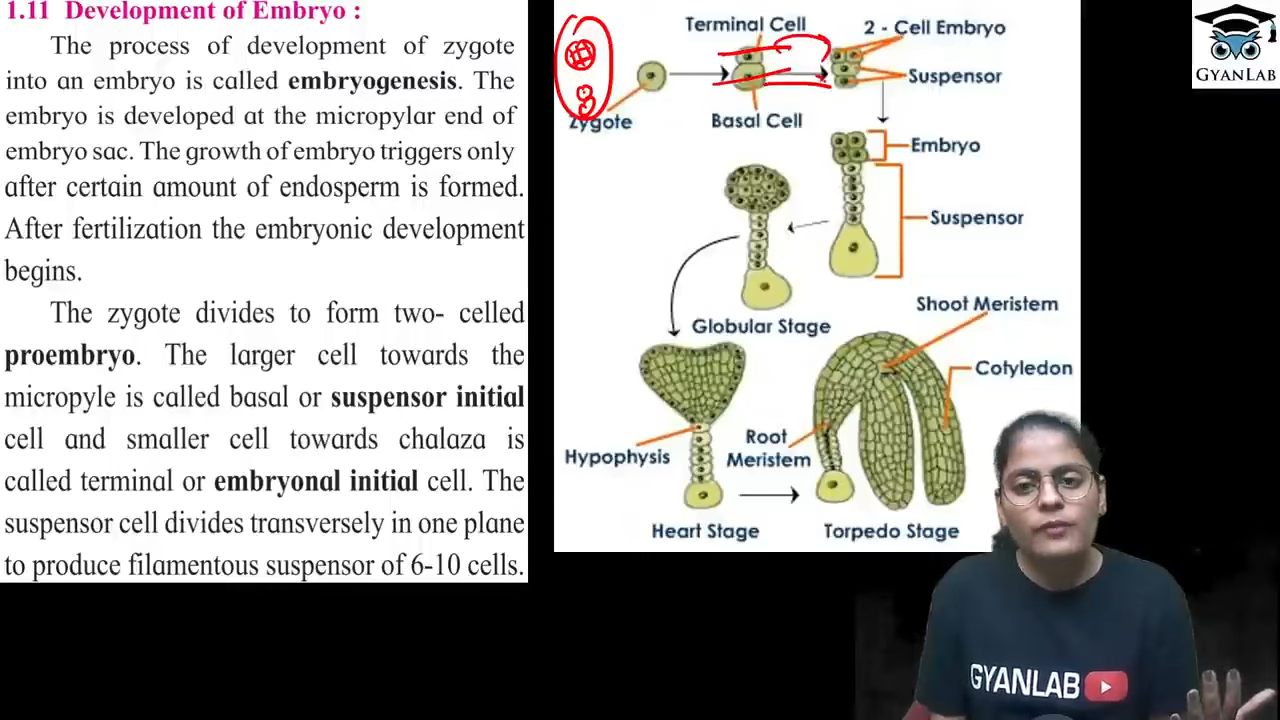 1.11 Development of Embryo :
The process of development of zygote
into an embryo is called embryogenesis. The
embryo is developed at the micropylar end of
embryo sac. The growth of embryo triggers only
after certain amount of endosperm is formed.
After fertilization the embryonic development
begins.
The zygote divides to form two- celled
proembryo. The larger cell towards the
micropyle is called basal or suspensor initial
cell and smaller cell towards chalaza is
called terminal or embryonal initial cell. The
suspensor cell divides transversely in one plane
to produce filamentous suspensor of 6-10 cells.
Terminal Cell
2 - Cell Embryo
Suspensor
Zygote
Basal Cell
Embryo
Suspensor
Globular Stage
Shoot Meristem
Cotyledon
Hypophysis
Root
Meristem
Heart Stage
Torpedo Stage
GYANLAB
GYANLAB